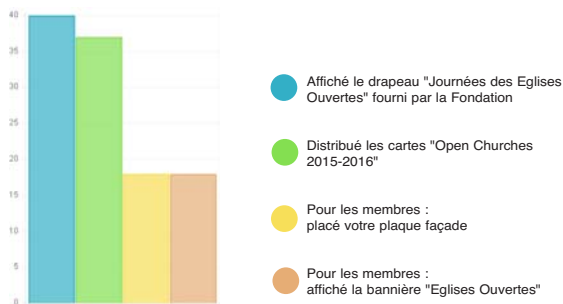 40
35
30
25
20
15
10
5
0
Affiché le drapeau "Journées des Eglises
Ouvertes" fourni par la Fondation
Distribué les cartes "Open Churches
2015-2016"
Pour les membres :
placé votre plaque façade
Pour les membres :
affiché la bannière "Eglises Ouvertes"